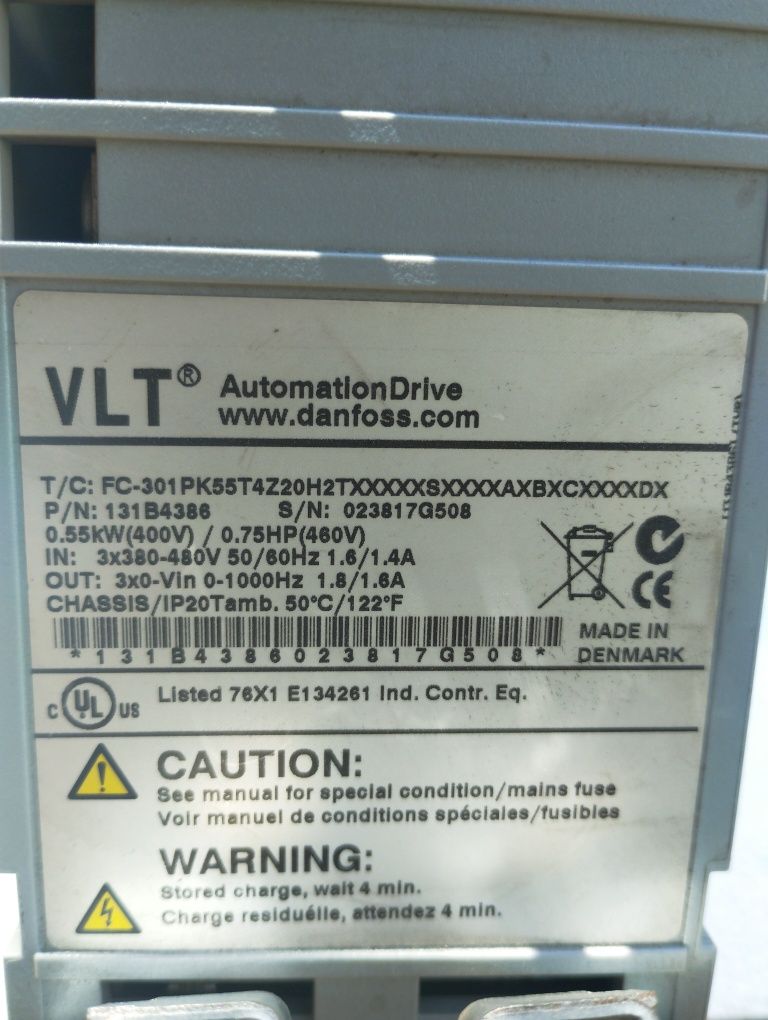 VLT® AutomationDrive
www.danfoss.com
T/C: FC-301PK55T4Z20H2TXXXXXSXXXXAXBXCXXXXDX
P/N: 131B4386 S/N: 023817G508
0.55kW(400V) / 0.75HP(460V)
IN: 3x380-480V 50/60Hz 1.6/1.4A
OUT: 3x0-Vin 0-1000Hz 1.8/1.6A
CHASSIS/IP20Tamb. 50°C/122°F
*131B4386023817G508*
MADE IN
DENMARK
C UL US Listed 76X1 E134261 Ind. Contr. Eq.
CAUTION:
See manual for special condition/mains fuse
Voir manuel de conditions spéciales/fusibles
WARNING:
Stored charge, wait 4 min.
Charge residuélle, attendez 4 min.